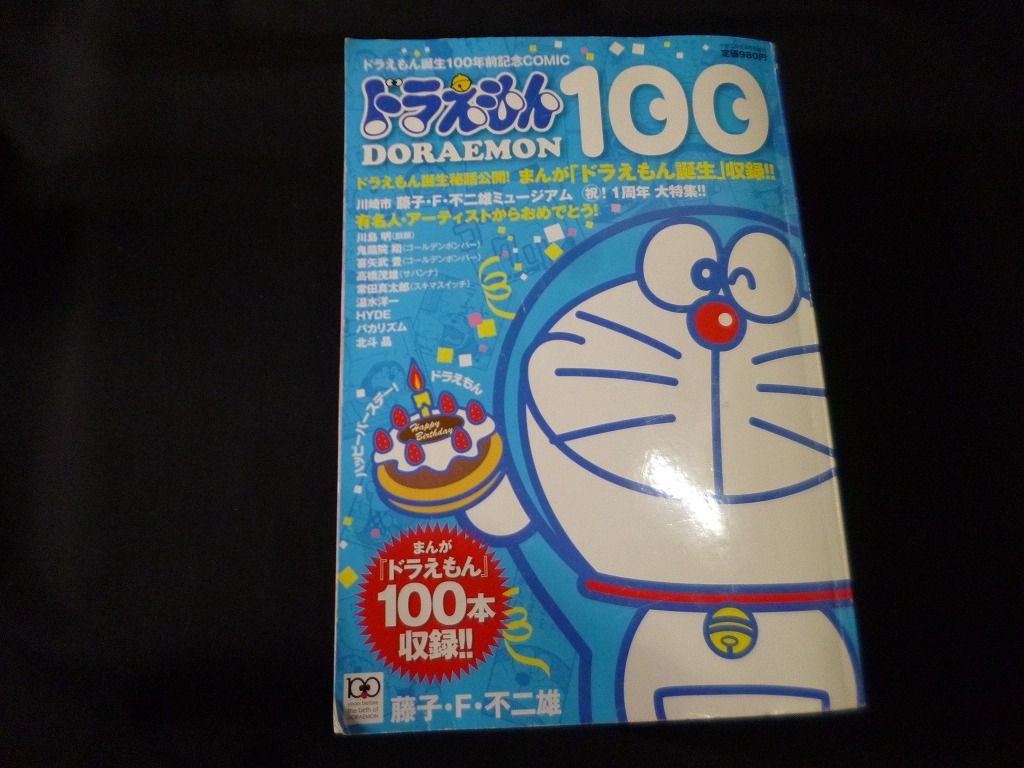 ドラえもん誕生100年前記念COMIC
定価980円
ドラえもん100
DORAEMON
ドラえもん誕生秘話公開! まんが「ドラえもん誕生」収録!!
川崎市 藤子・F・不二雄ミュージアム 祝!1周年 大特集!!
有名人・アーティストからおめでとう!
川島 明(麒麟)
鬼龍院 翔(ゴールデンボンバー)
喜矢武 豊(ゴールデンボンバー)
高橋茂雄(サバンナ)
常田真太郎(スキマスイッチ)
温水洋一
HYDE
バカリズム
北斗 晶
ハッピーバースデー!
ドラえもん
Happy
Birthday
まんが
『ドラえもん』
100本
収録!!
100
years before
the birth of
DORAEMON
藤子・F・不二雄